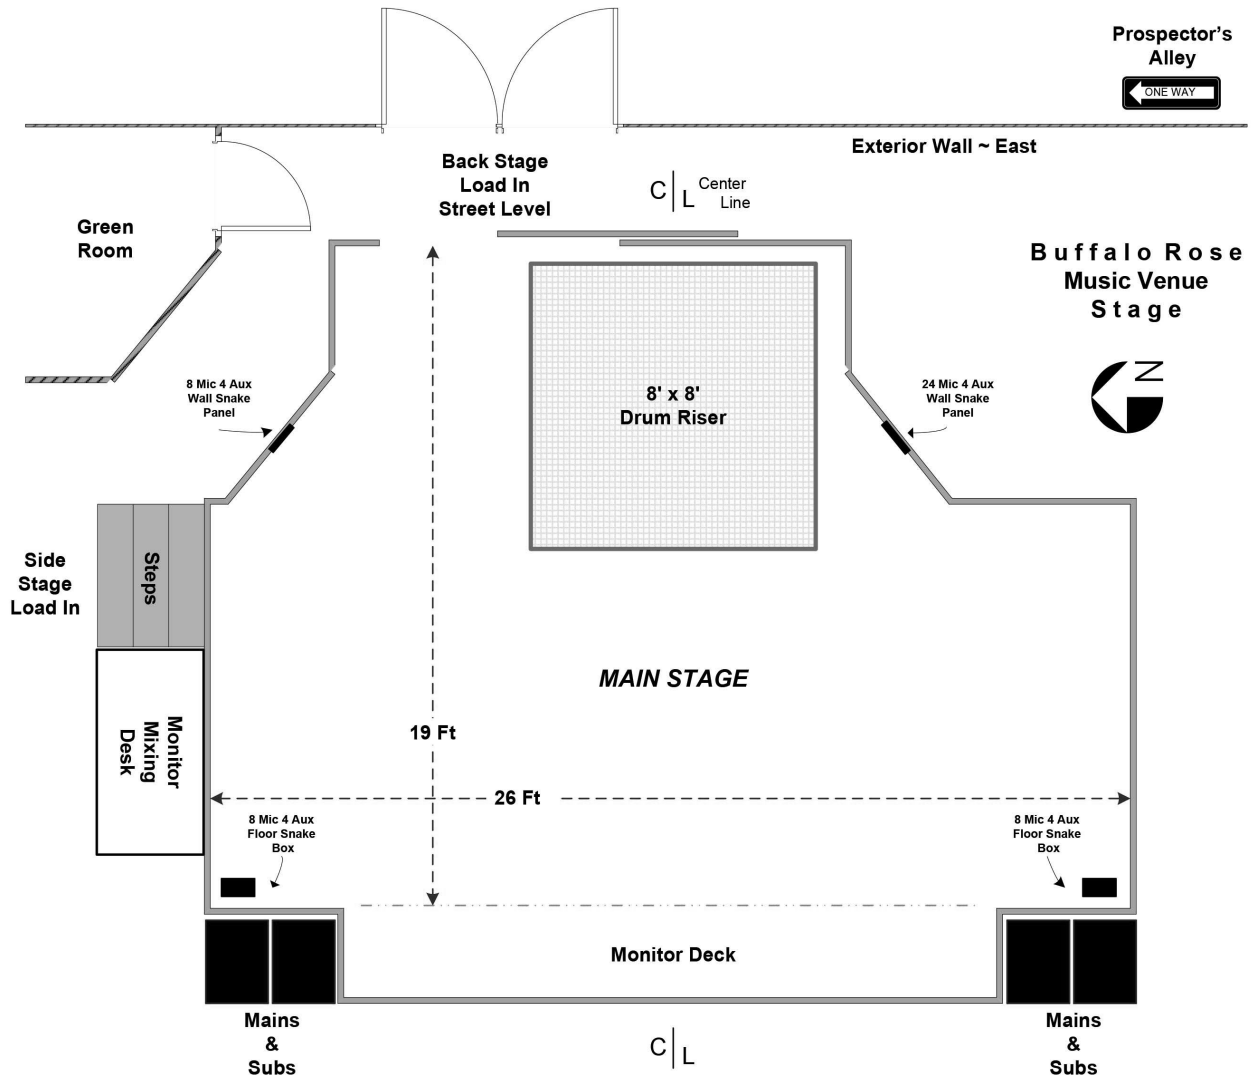 Prospector's
Alley
ONE WAY
Exterior Wall ~ East
Back Stage
Load In
Street Level
C L Center
Line
Green
Room
Buffalo Rose
Music Venue
Stage
N
8 Mic 4 Aux
Wall Snake
Panel
8' x 8'
Drum Riser
24 Mic 4 Aux
Wall Snake
Panel
Side
Stage
Load In
Steps
MAIN STAGE
Monitor
Mixing
Desk
19 Ft
26 Ft
8 Mic 4 Aux
Floor Snake
Box
8 Mic 4 Aux
Floor Snake
Box
Monitor Deck
Mains
&
Subs
C L
Mains
&
Subs